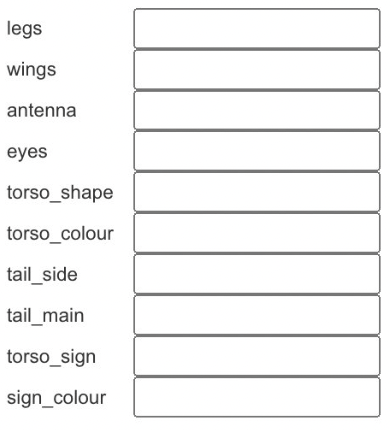 legs
wings
antenna
eyes
torso_shape
torso_colour
tail_side
tail_main
torso_sign
sign_colour